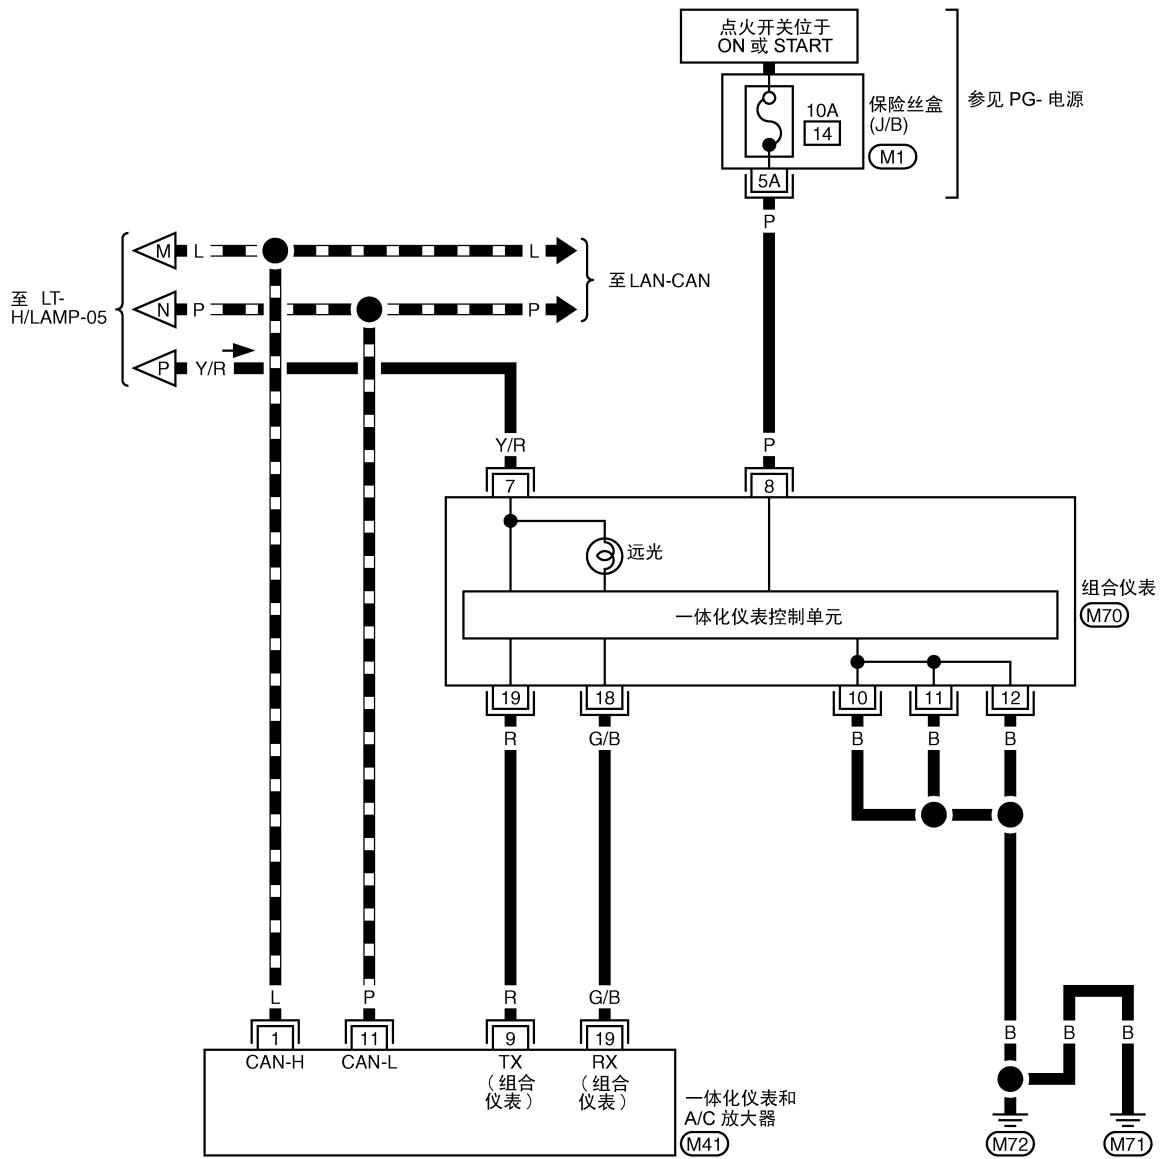 点火开关位于
ON 或 START
10A
14
保险丝盒
(J/B)
M1
参见 PG- 电源
5A
P
M
L
L
N
P
P
至 LAN-CAN
至 LT-
H/LAMP-05
P
Y/R
Y/R
P
7
8
远光
一体化仪表控制单元
组合仪表
M70
19
18
10
11
12
R
G/B
B
B
B
L
P
R
G/B
B
B
B
1
11
9
19
CAN-H
CAN-L
TX
(组合
仪表)
RX
(组合
仪表)
一体化仪表和
A/C 放大器
M41
M72
M71